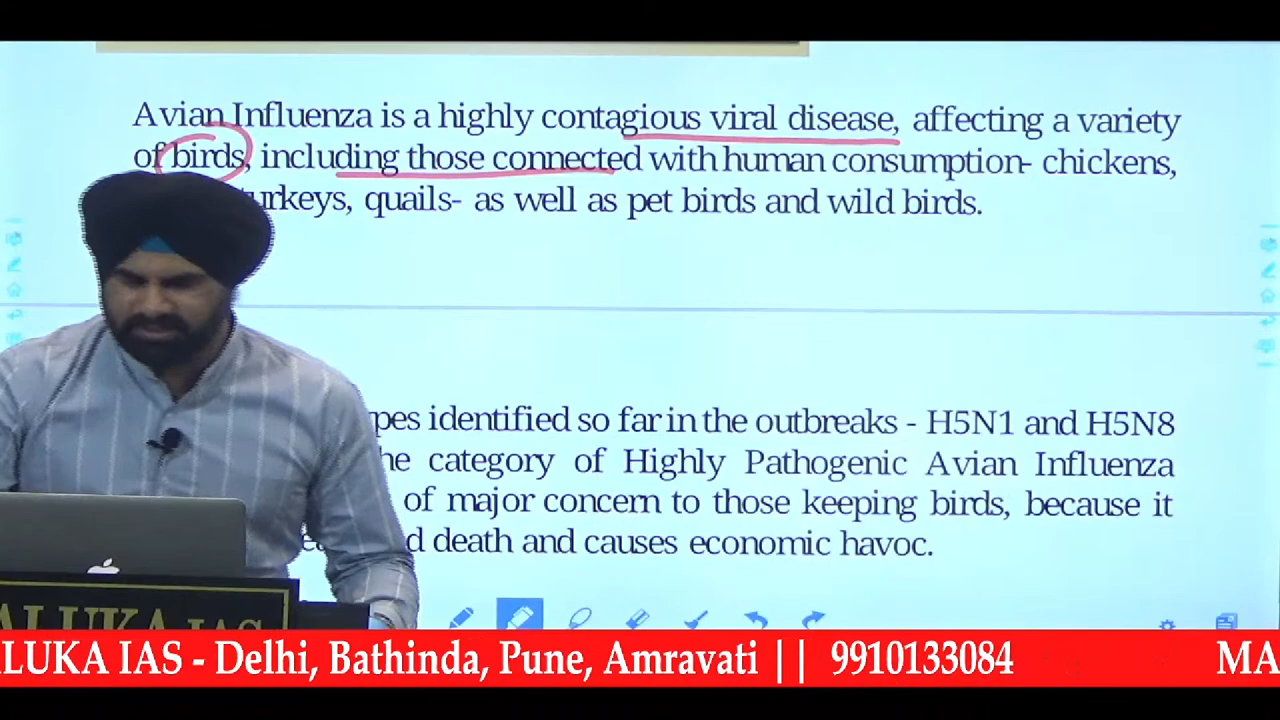 Avian Influenza is a highly contagious viral disease, affecting a variety
of birds, including those connected with human consumption- chickens,
turkeys, quails- as well as pet birds and wild birds.
identified so far in the outbreaks - H5N1 and H5N8
category of Highly Pathogenic Avian Influenza
of major concern to those keeping birds, because it
death and causes economic havoc.
ALUKA IAS
LUKA IAS - Delhi, Bathinda, Pune, Amravati || 9910133084 MA